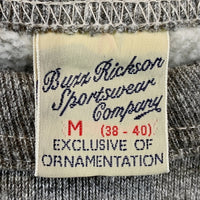 Buzz Rickson
Sportswear
Company
M (38 - 40)
EXCLUSIVE OF
ORNAMENTATION